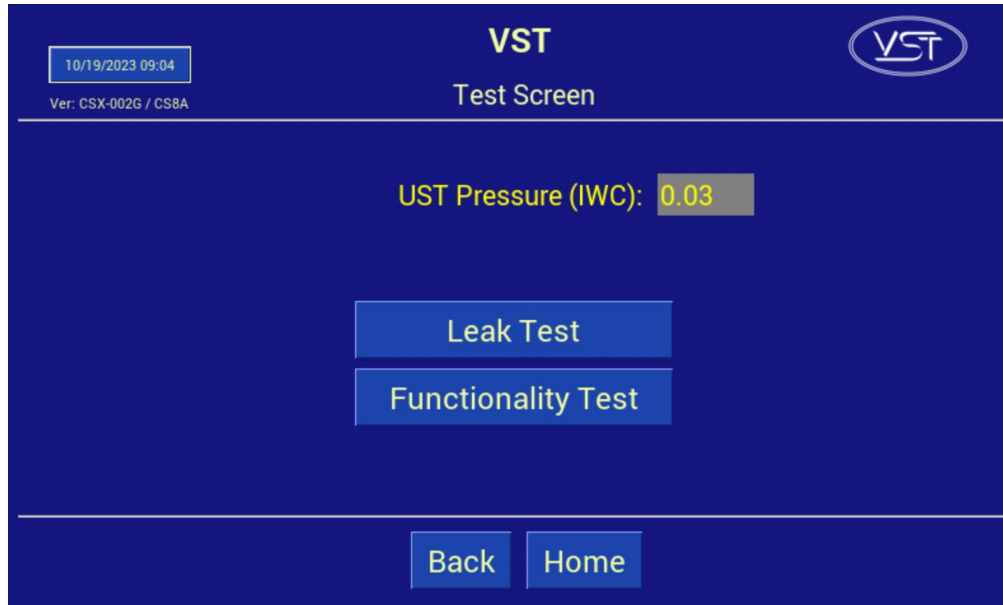 VST
VST
10/19/2023 09:04
Ver: CSX-002G / CS8A
Test Screen
UST Pressure (IWC): 0.03
Leak Test
Functionality Test
Back Home